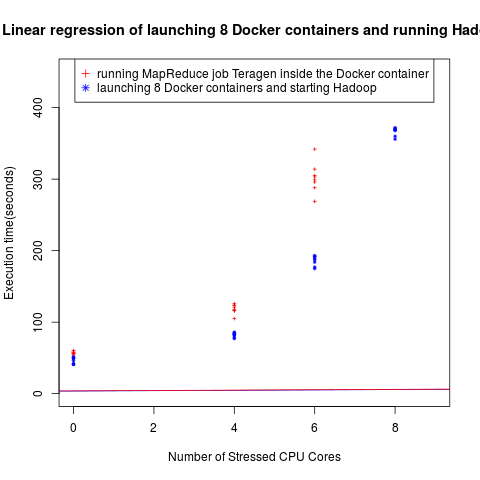 Linear regression of launching 8 Docker containers and running Had
running MapReduce job Teragen inside the Docker container
launching 8 Docker containers and starting Hadoop
Execution time(seconds)
400
300
200
100
0
0 2 4 6 8
Number of Stressed CPU Cores